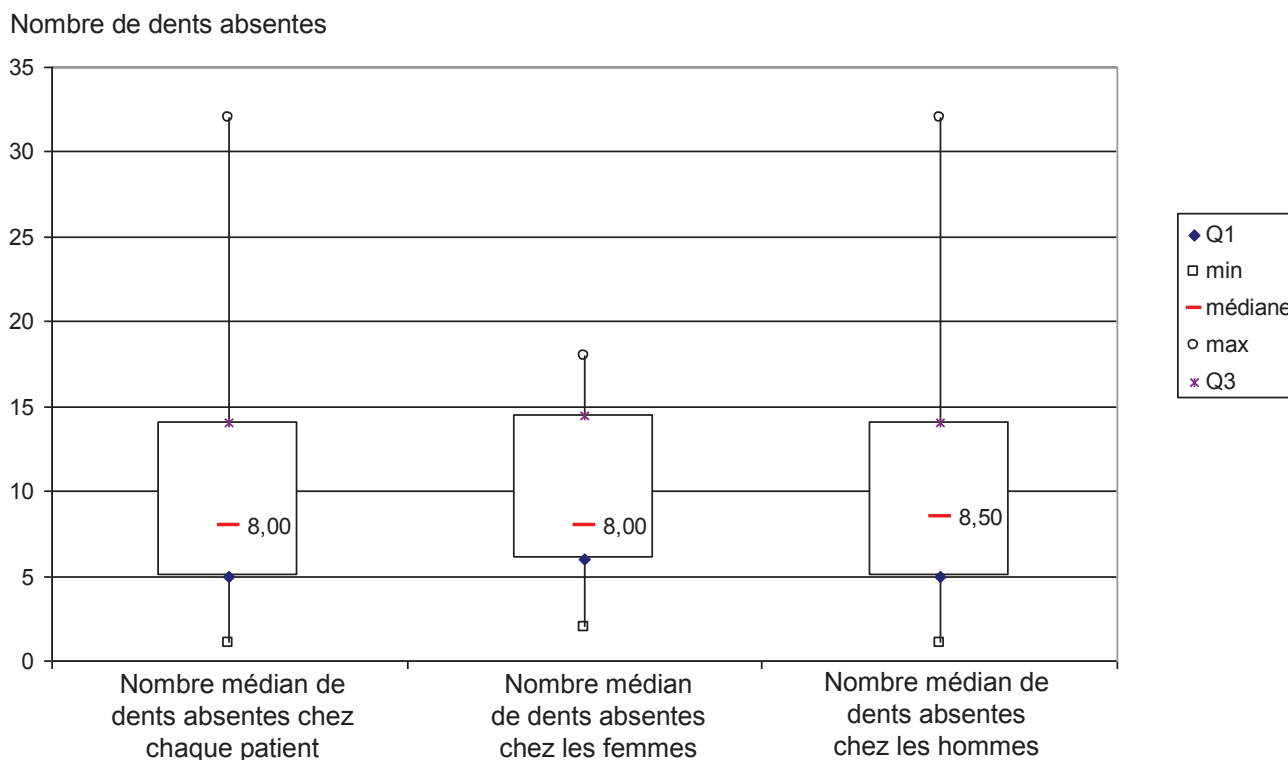 Nombre de dents absentes
35
30
25
20
15
10
5
0
8,00
8,00
8,50
Nombre médian de
dents absentes chez
chaque patient
Nombre médian
de dents absentes
chez les femmes
Nombre médian de
dents absentes
chez les hommes
Q1
min
médiane
max
Q3